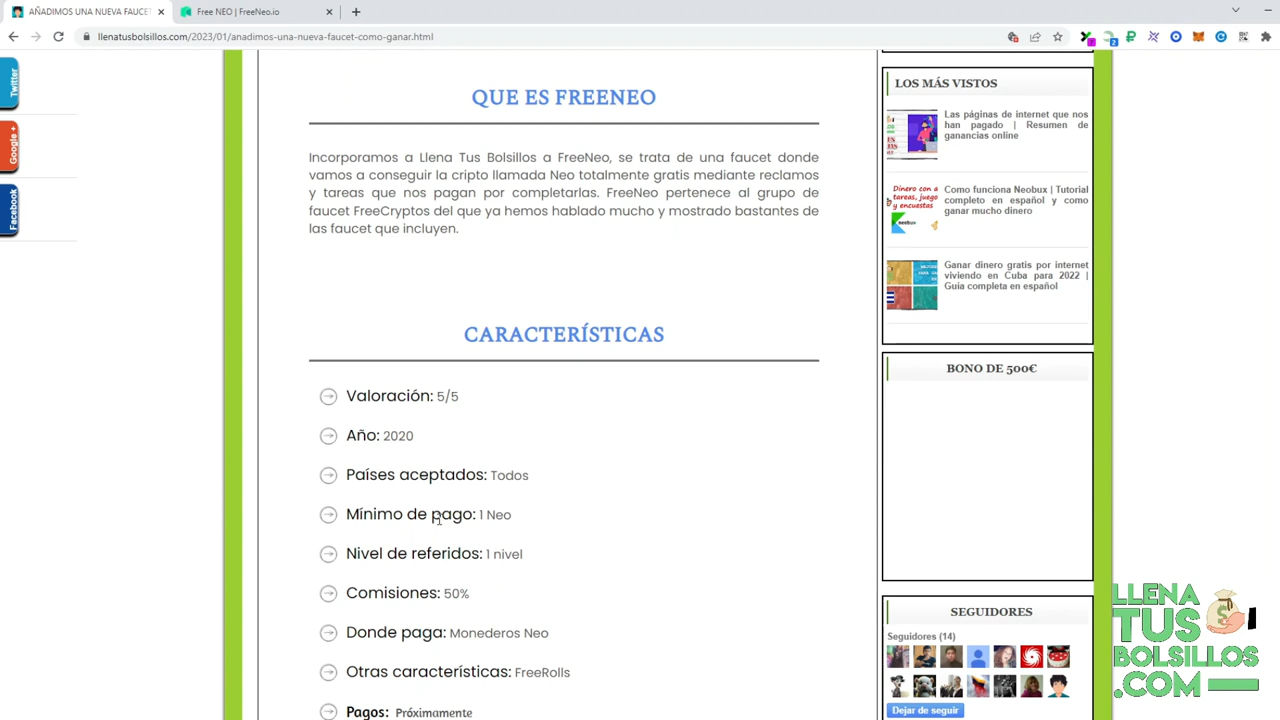 AÑADIMOS UNA NUEVA FAUCET
Free NEO | FreeNeo.io
llenatusbolsillos.com/2023/01/anadimos-una-nueva-faucet-como-ganar.html
Twitter
Google +
Facebook
QUE ES FREENEO
Incorporamos a Llena Tus Bolsillos a FreeNeo, se trata de una faucet donde
vamos a conseguir la cripto llamada Neo totalmente gratis mediante reclamos
y tareas que nos pagan por completarlas. FreeNeo pertenece al grupo de
faucet FreeCryptos del que ya hemos hablado mucho y mostrado bastantes de
las faucet que incluyen.
CARACTERÍSTICAS
Valoración: 5/5
Año: 2020
Países aceptados: Todos
Mínimo de pago: 1 Neo
Nivel de referidos: 1 nivel
Comisiones: 50%
Donde paga: Monederos Neo
Otras características: FreeRolls
Pagos: Próximamente
LOS MÁS VISTOS
Las páginas de internet que nos
han pagado | Resumen de
ganancias online
Dinero con a
tareas, juego
y encuestas
neobux
Como funciona Neobux | Tutorial
completo en español y como
ganar mucho dinero
Ganar dinero gratis por internet
viviendo en Cuba para 2022 |
Guía completa en español
BONO DE 500€
SEGUIDORES
Seguidores (14)
Dejar de seguir
LLENA
TUS
BOLSILLOS
.COM